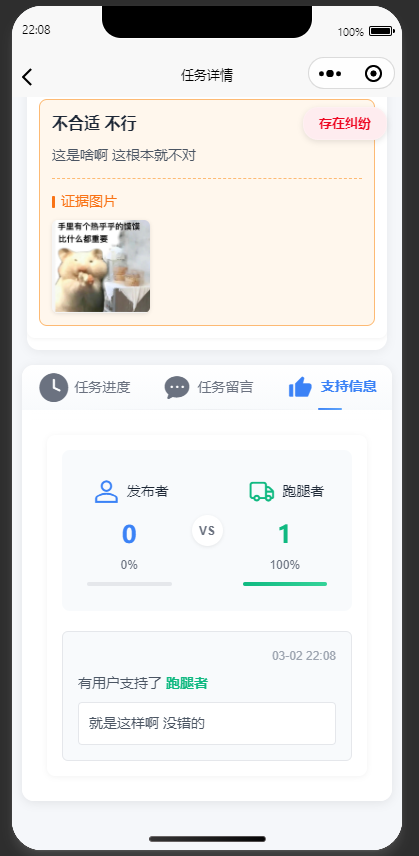 22:08
100%
任务详情
不合适 不行
存在纠纷
这是啥啊 这根本就不对
证据图片
手里有个热乎乎的馍馍
比什么都重要
任务进度
任务留言
支持信息
发布者
跑腿者
0
VS
1
0%
100%
03-02 22:08
有用户支持了 跑腿者
就是这样啊 没错的